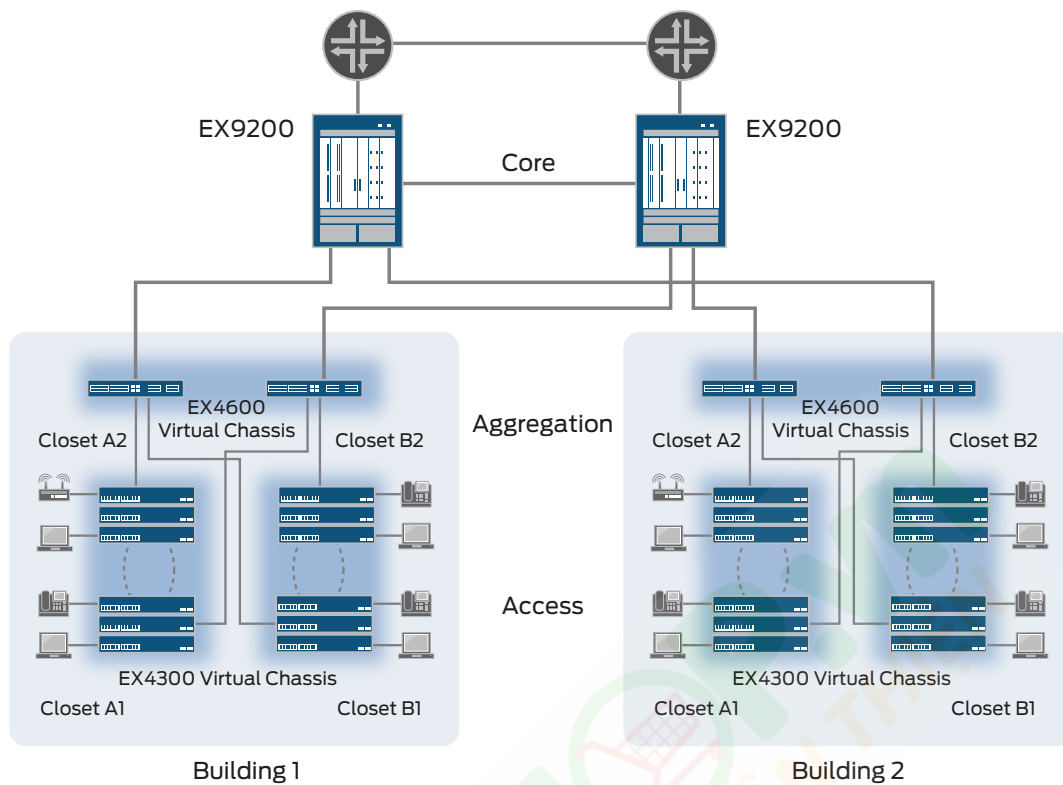 EX9200
EX9200
Core
Aggregation
Access
EX4600
Virtual Chassis
Closet A2
Closet B2
EX4300 Virtual Chassis
Closet A1
Closet B1
Building 1
EX4600
Virtual Chassis
Closet A2
Closet B2
EX4300 Virtual Chassis
Closet A1
Closet B1
Building 2